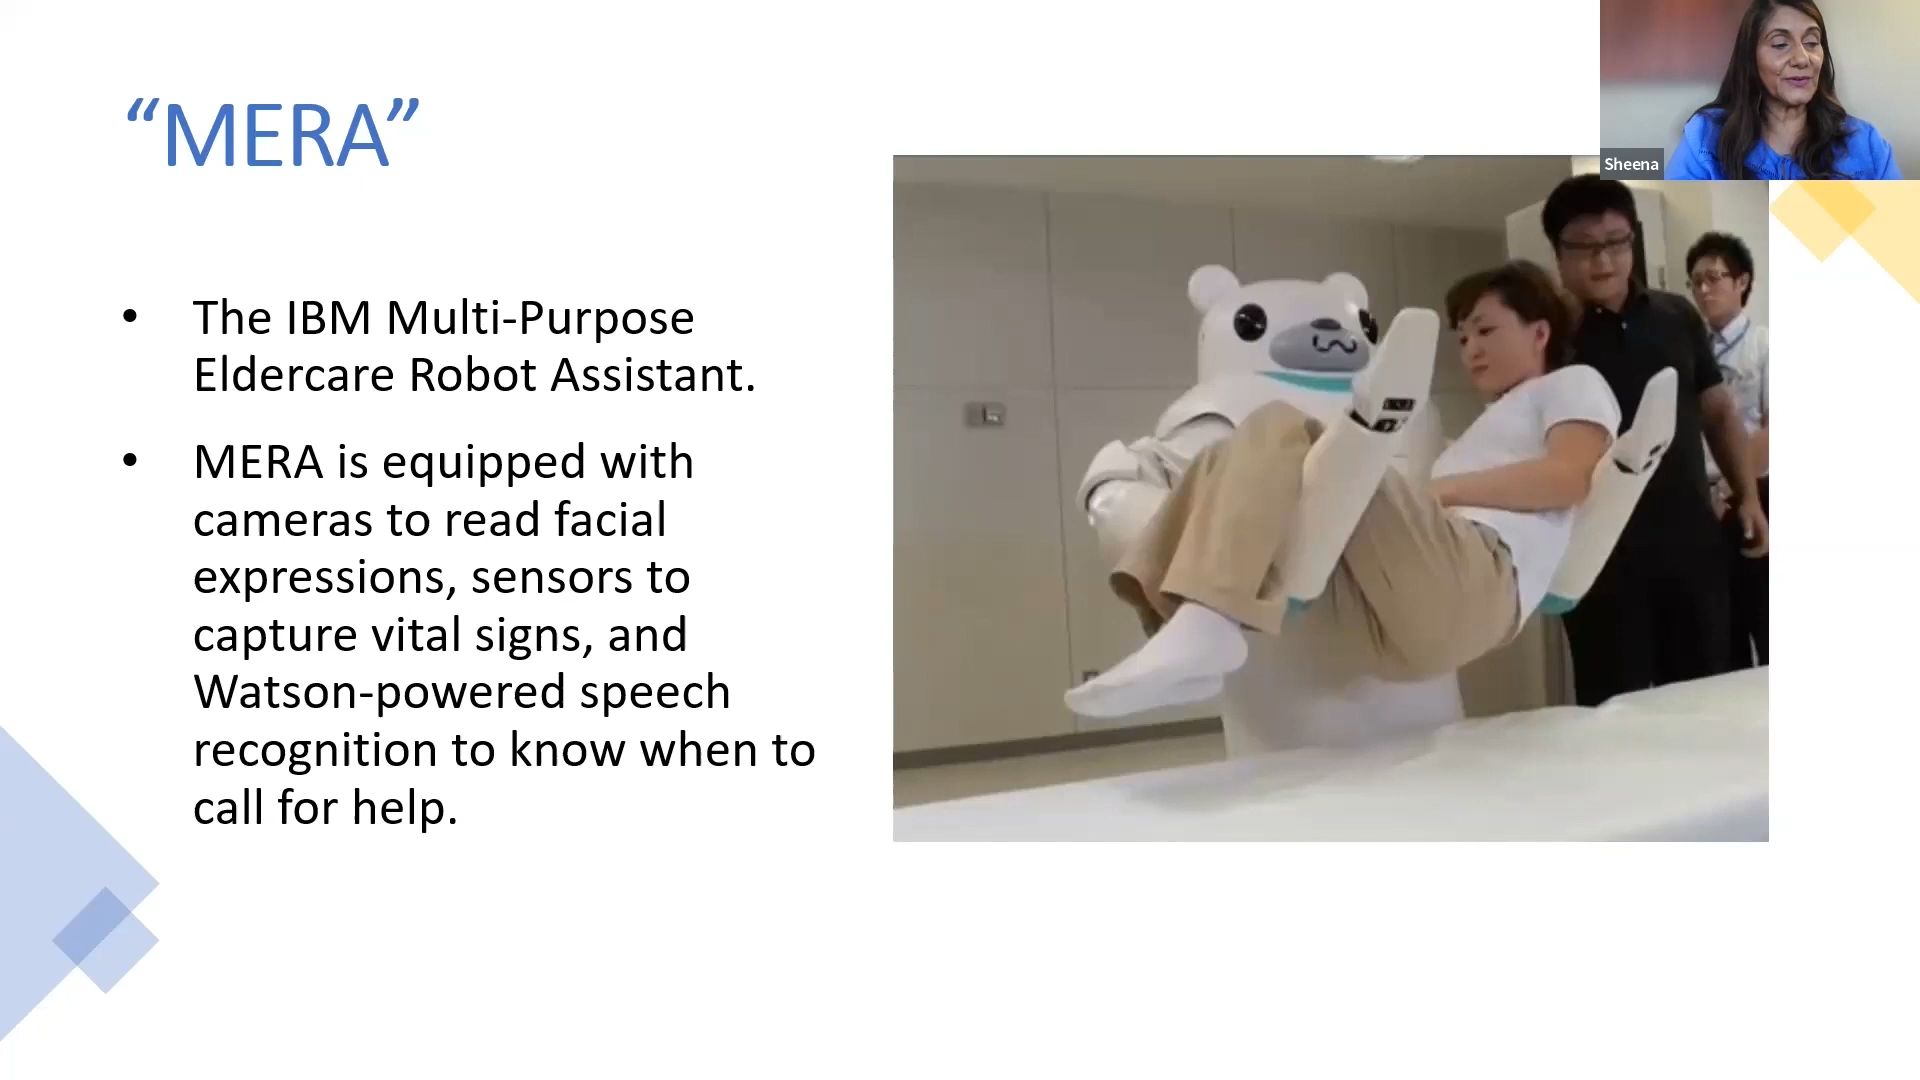 “MERA”
• The IBM Multi-Purpose
Eldercare Robot Assistant.
• MERA is equipped with
cameras to read facial
expressions, sensors to
capture vital signs, and
Watson-powered speech
recognition to know when to
call for help.
Sheena